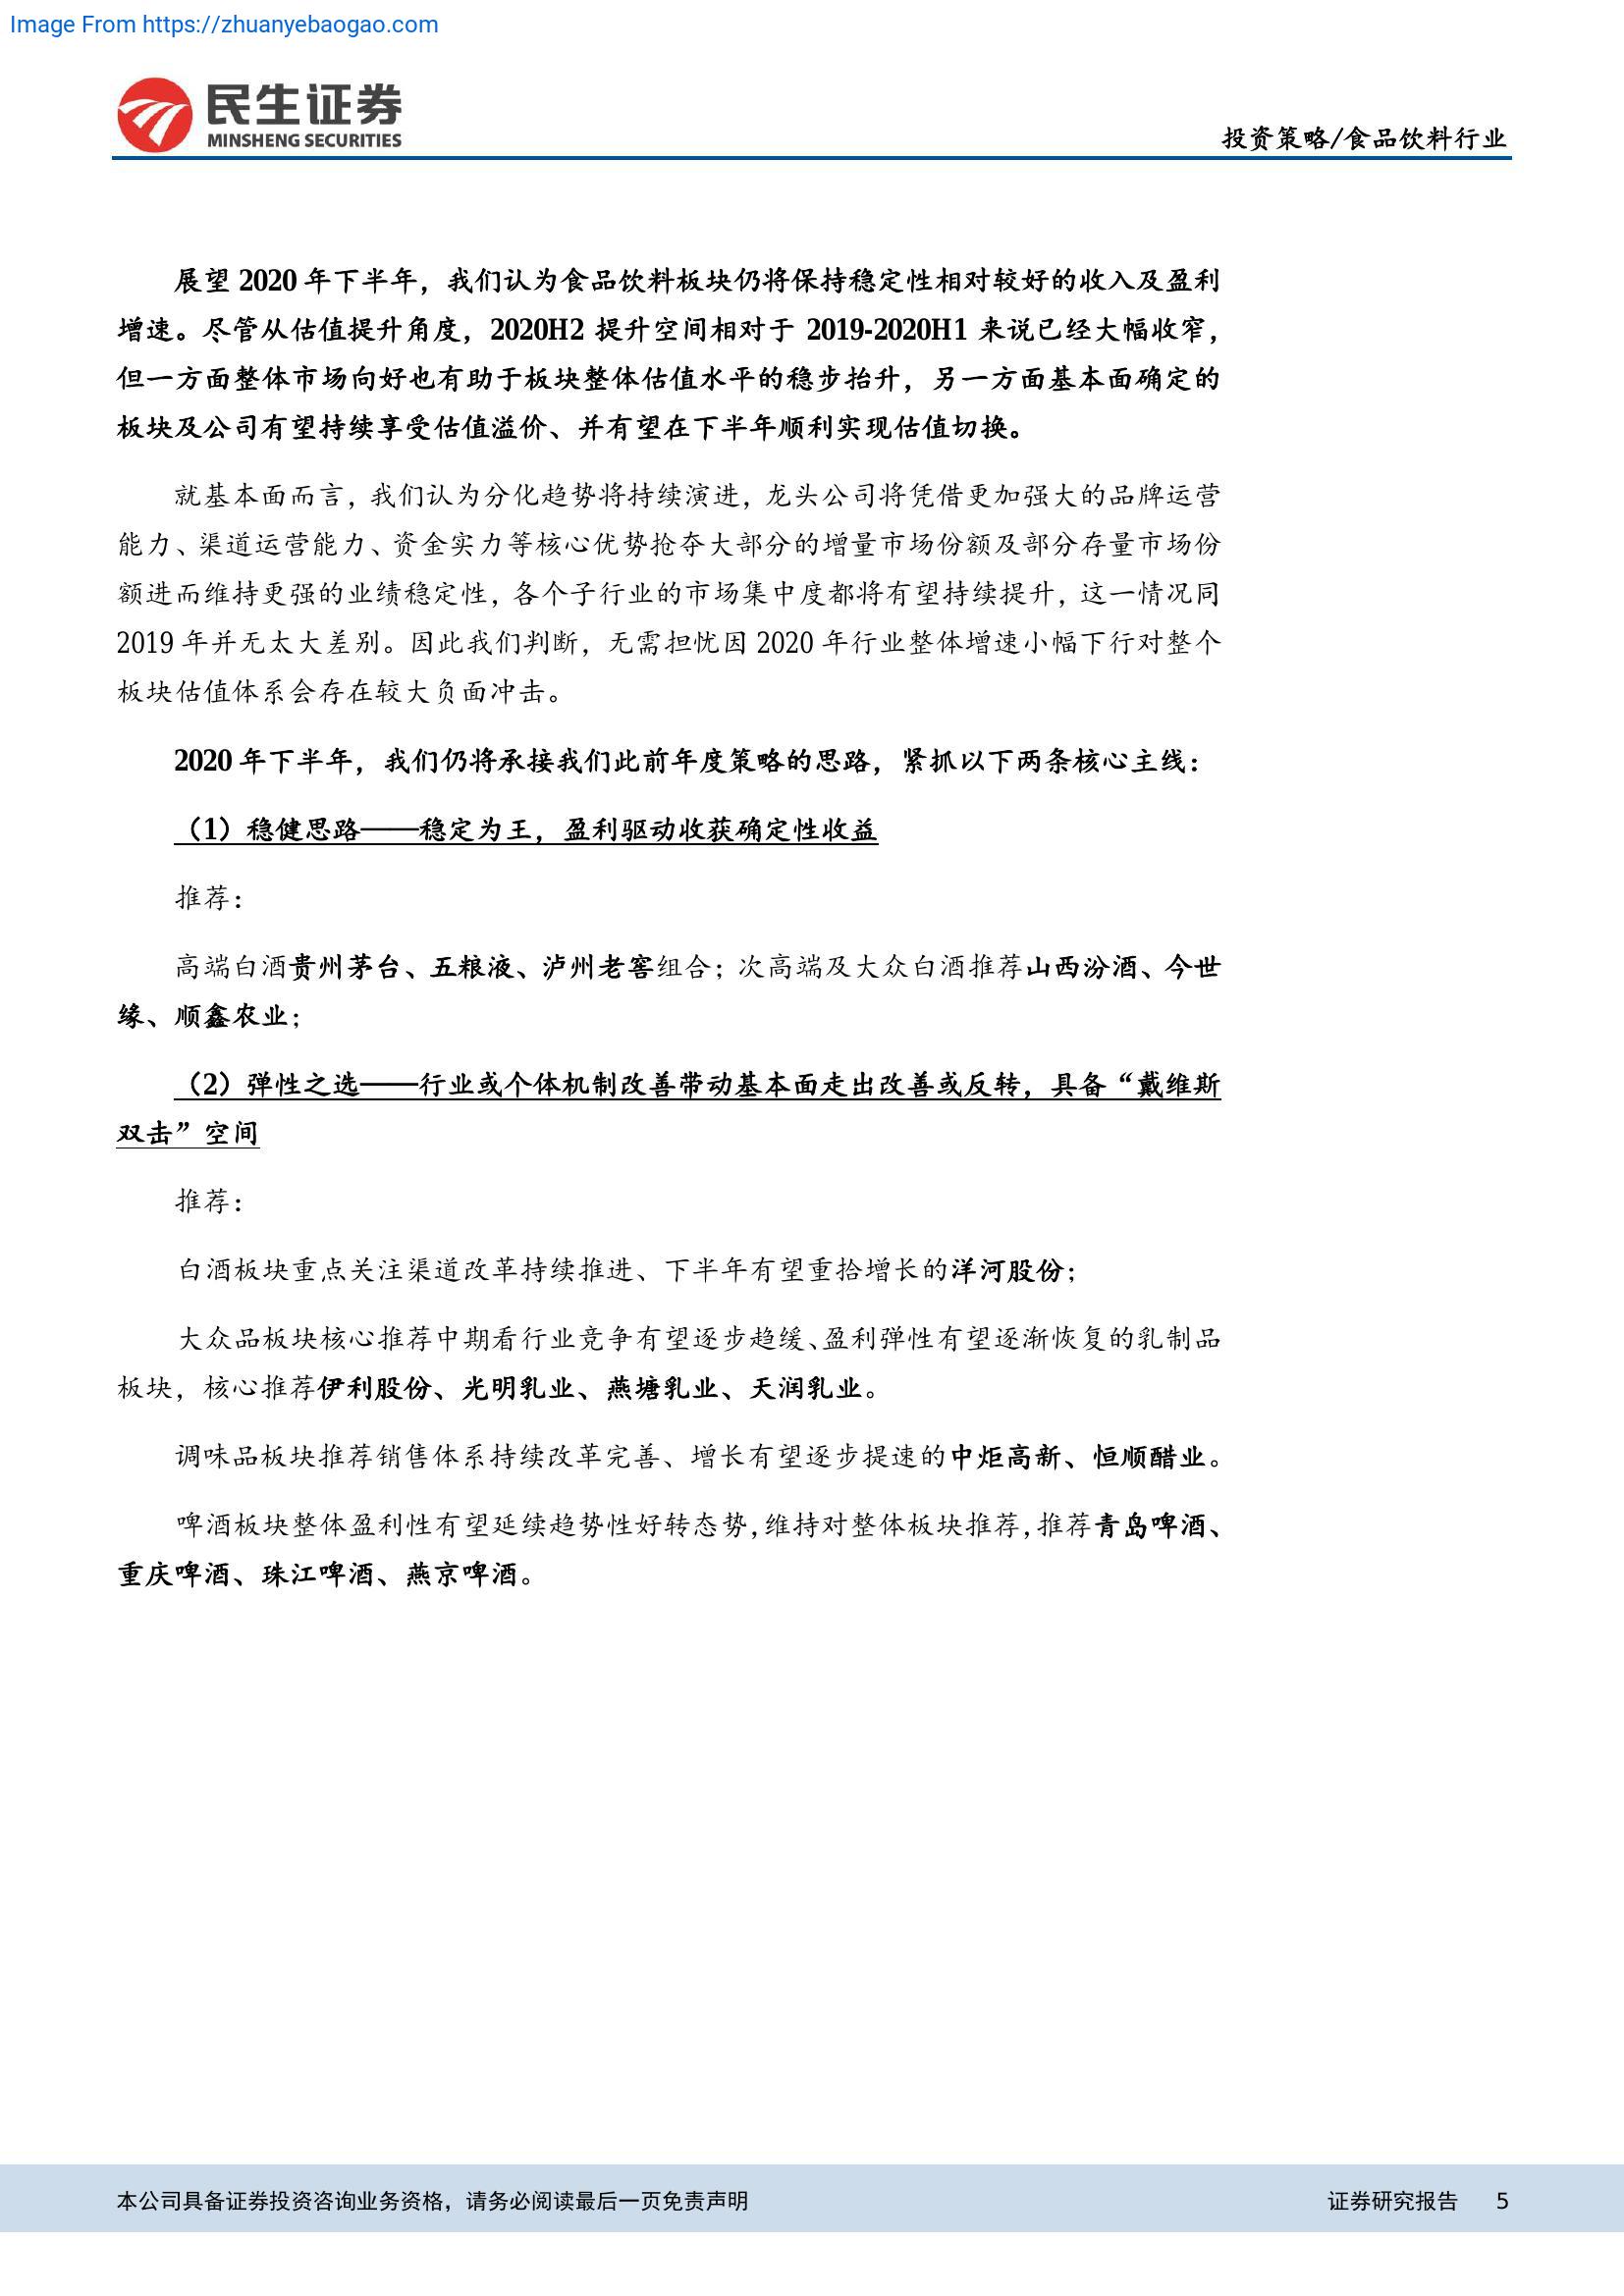 Image From https://zhuanyebaogao.com
民生证券
MINSHENG SECURITIES
投资策略/食品饮料行业
展望 2020 年下半年，我们认为食品饮料板块仍将保持稳定性相对较好的收入及盈利
增速。尽管从估值提升角度，2020H2 提升空间相对于 2019-2020H1 来说已经大幅收窄，
但一方面整体市场向好也有助于板块整体估值水平的稳步抬升，另一方面基本面确定的
板块及公司有望持续享受估值溢价、并有望在下半年顺利实现估值切换。
就基本面而言，我们认为分化趋势将持续演进，龙头公司将凭借更加强大的品牌运营
能力、渠道运营能力、资金实力等核心优势抢夺大部分的增量市场份额及部分存量市场份
额进而维持更强的业绩稳定性，各个子行业的市场集中度都将有望持续提升，这一情况同
2019 年并无太大差别。因此我们判断，无需担忧因 2020 年行业整体增速小幅下行对整个
板块估值体系会存在较大负面冲击。
2020 年下半年，我们仍将承接我们此前年度策略的思路，紧抓以下两条核心主线：
（1）稳健思路——稳定为王，盈利驱动收获确定性收益
推荐：
高端白酒贵州茅台、五粮液、泸州老窖组合；次高端及大众白酒推荐山西汾酒、今世
缘、顺鑫农业；
（2）弹性之选——行业或个体机制改善带动基本面走出改善或反转，具备“戴维斯
双击”空间
推荐：
白酒板块重点关注渠道改革持续推进、下半年有望重拾增长的洋河股份；
大众品板块核心推荐中期看行业竞争有望逐步趋缓、盈利弹性有望逐渐恢复的乳制品
板块，核心推荐伊利股份、光明乳业、燕塘乳业、天润乳业。
调味品板块推荐销售体系持续改革完善、增长有望逐步提速的中炬高新、恒顺醋业。
啤酒板块整体盈利性有望延续趋势性好转态势，维持对整体板块推荐，推荐青岛啤酒、
重庆啤酒、珠江啤酒、燕京啤酒。
本公司具备证券投资咨询业务资格，请务必阅读最后一页免责声明
证券研究报告 5